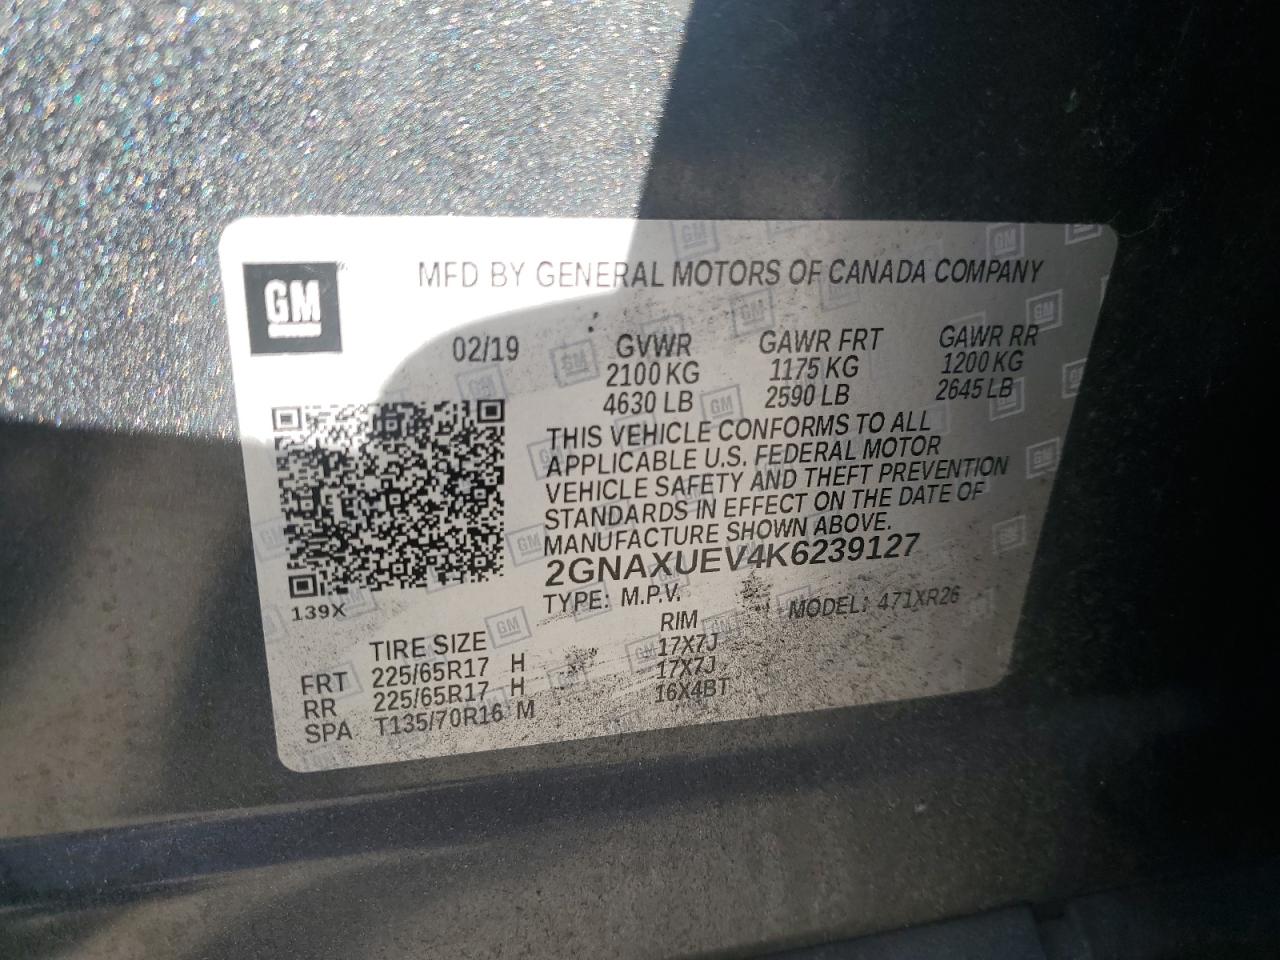 MFD BY GENERAL MOTORS OF CANADA COMPANY
GM
02/19 GVWR GAWR FRT GAWR RR
2100 KG 1175 KG 1200 KG
4630 LB 2590 LB 2645 LB
THIS VEHICLE CONFORMS TO ALL
APPLICABLE U.S. FEDERAL MOTOR
VEHICLE SAFETY AND THEFT PREVENTION
STANDARDS IN EFFECT ON THE DATE OF
MANUFACTURE SHOWN ABOVE.
2GNAXUEV4K6239127
139X
TYPE: M.P.V. MODEL: 471XR26
TIRE SIZE RIM
FRT 225/65R17 H 17X7J
RR 225/65R17 H 17X7J
SPA T135/70R16 M 16X4BT